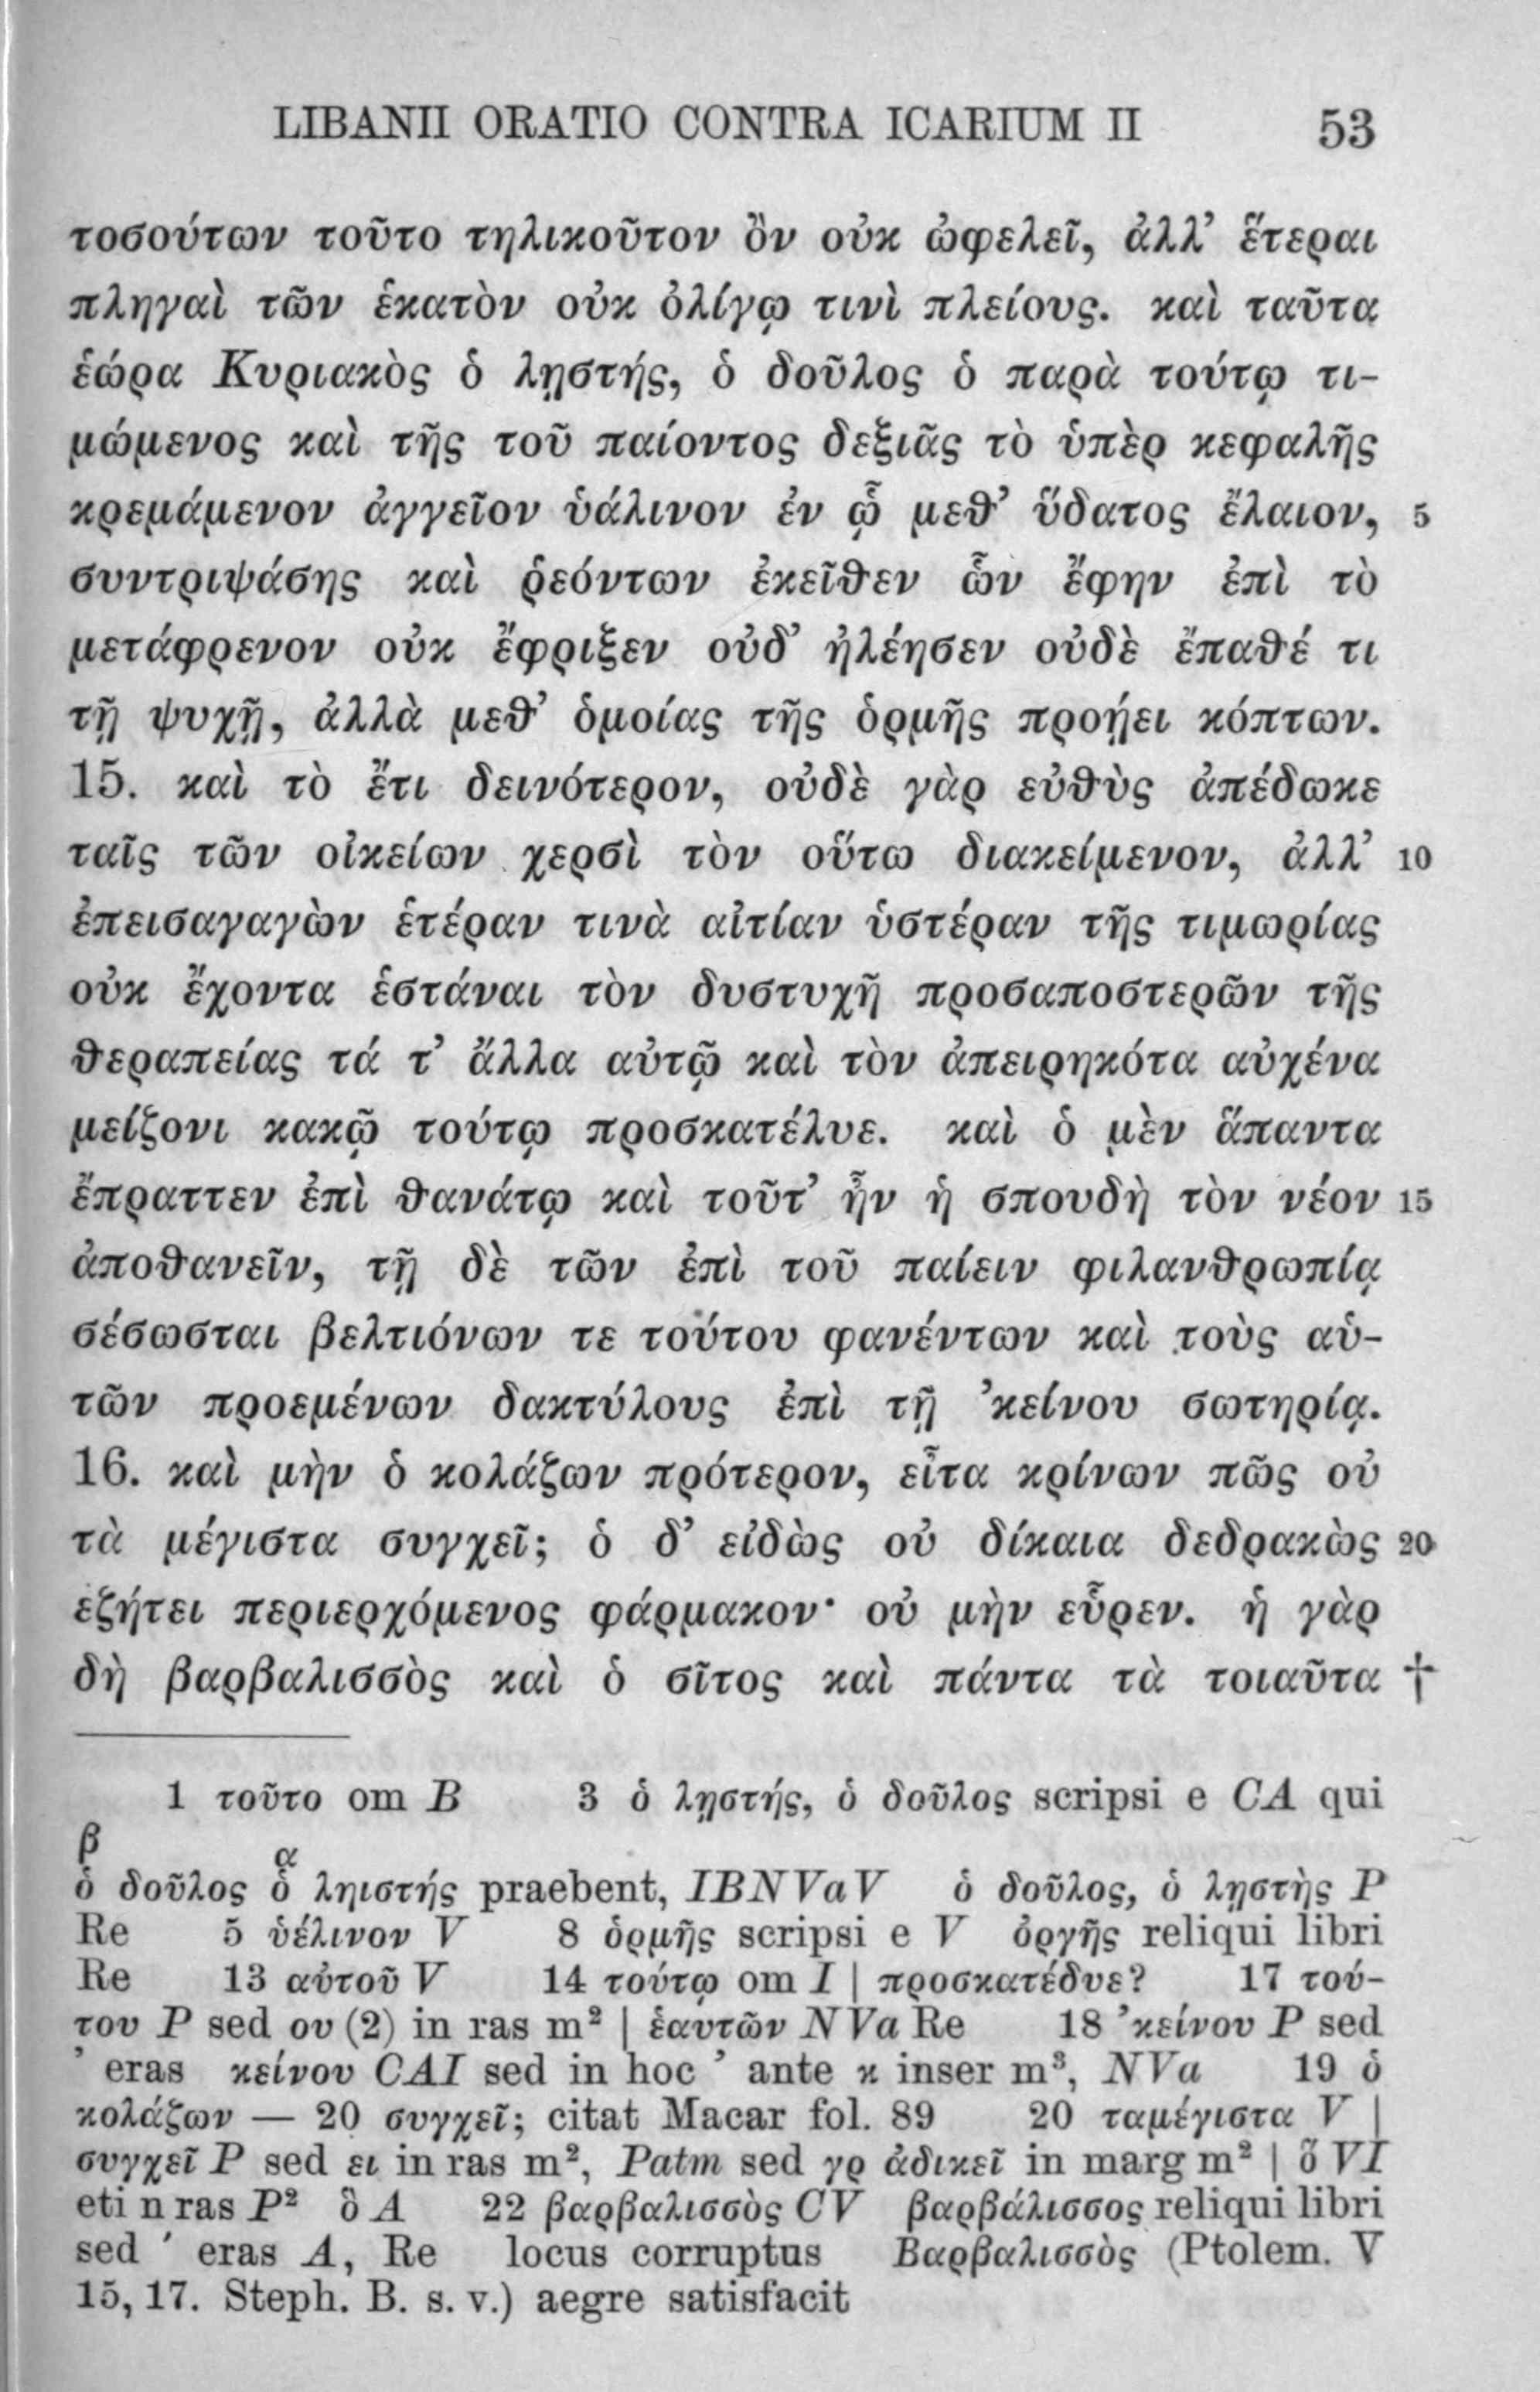 LIBANII ORATIO CONTRA ICARIUM II 53
τοσούτων τοῦτο τηλικοῦτον ὂν οὐκ ὠφελεῖ, ἀλλ’ ἕτεραι
πληγαὶ τῶν ἑκατὸν οὐκ ὀλίγῳ τινὶ πλείους. καὶ ταῦτα
ἑώρα Κυριακὸς ὁ λῃστής, ὁ δοῦλος ὁ παρὰ τούτῳ τι-
μώμενος καὶ τῆς τοῦ παίοντος δεξιᾶς τὸ ὑπὲρ κεφαλῆς
κρεμάμενον ἀγγεῖον ὑάλινον ἐν ᾧ μεθ’ ὕδατος ἔλαιον, 5
συντριψάσης καὶ ῥεόντων ἐκεῖθεν ὧν ἔφην ἐπὶ τὸ
μετάφρενον οὐκ ἔφριξεν οὐδ’ ἠλέησεν οὐδὲ ἔπαθέ τι
τῇ ψυχῇ, ἀλλὰ μεθ’ ὁμοίας τῆς ὁρμῆς προῄει κόπτων.
15. καὶ τὸ ἔτι δεινότερον, οὐδὲ γὰρ εὐθὺς ἀπέδωκε
ταῖς τῶν οἰκείων χερσὶ τὸν οὕτω διακείμενον, ἀλλ’ 10
ἐπεισαγαγὼν ἑτέραν τινὰ αἰτίαν ὑστέραν τῆς τιμωρίας
οὐκ ἔχοντα ἑστάναι τὸν δυστυχῆ προσαποστερῶν τῆς
θεραπείας τά τ’ ἄλλα αὐτῷ καὶ τὸν ἀπειρηκότα αὐχένα
μείζονι κακῷ τούτῳ προσκατέλυε. καὶ ὁ μὲν ἅπαντα
ἔπραττεν ἐπὶ θανάτῳ καὶ τοῦτ’ ἦν ἡ σπουδὴ τὸν νέον 15
ἀποθανεῖν, τῇ δὲ τῶν ἐπὶ τοῦ παίειν φιλανθρωπίᾳ
σέσωσται βελτιόνων τε τούτου φανέντων καὶ τοὺς αὑ-
τῶν προεμένων δακτύλους ἐπὶ τῇ ’κείνου σωτηρίᾳ.
16. καὶ μὴν ὁ κολάζων πρότερον, εἶτα κρίνων πῶς οὐ
τὰ μέγιστα συγχεῖ; ὁ δ’ εἰδὼς οὐ δίκαια δεδρακὼς 20
ἐζήτει περιερχόμενος φάρμακον· οὐ μὴν εὗρεν. ἡ γὰρ
δὴ βαρβαλισσὸς καὶ ὁ σῖτος καὶ πάντα τὰ τοιαῦτα †
1 τοῦτο om B 3 ὁ λῃστής, ὁ δοῦλος scripsi e CA qui
β α
ὁ δοῦλος ὁ ληιστής praebent, IBNVaV ὁ δοῦλος, ὁ λῃστὴς P
Re 5 ὑέλινον V 8 ὁρμῆς scripsi e V ὀργῆς reliqui libri
Re 13 αὐτοῦ V 14 τούτῳ om I | προσκατέδυε? 17 τού-
του P sed ου (2) in ras m² | ἑαυτῶν NVa Re 18 ’κείνου P sed
’ eras κείνου CAI sed in hoc ’ ante κ inser m³, NVa 19 ὁ
κολάζων — 20 συγχεῖ; citat Macar fol. 89 20 ταμέγιστα V |
συγχεῖ P sed ει in ras m², Patm sed γρ ἀδικεῖ in marg m² | ὅ VI
eti n ras P² ὃ A 22 βαρβαλισσὸς CV βαρβάλισσος reliqui libri
sed ′ eras A, Re locus corruptus Βαρβαλισσὸς (Ptolem. V
15, 17. Steph. B. s. v.) aegre satisfacit